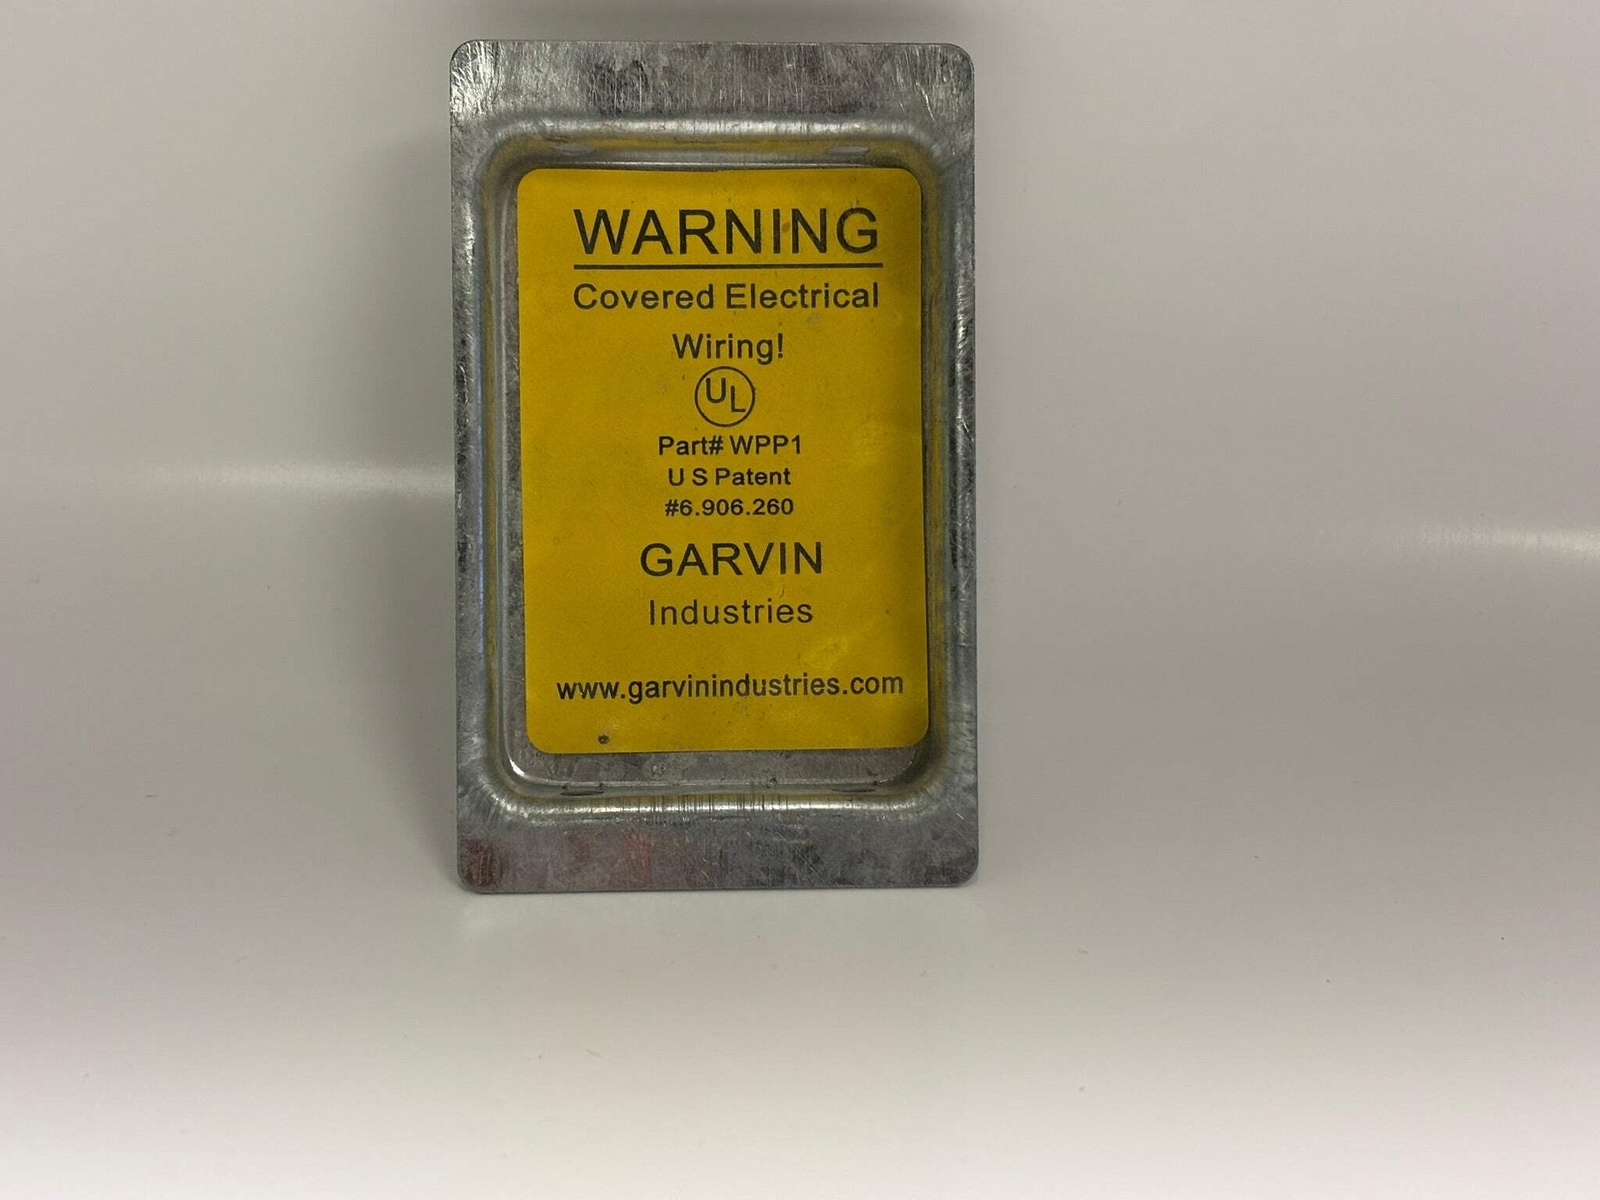 WARNING
Covered Electrical
Wiring!
UL
Part# WPP1
U S Patent
#6.906.260
GARVIN
Industries
www.garvinindustries.com